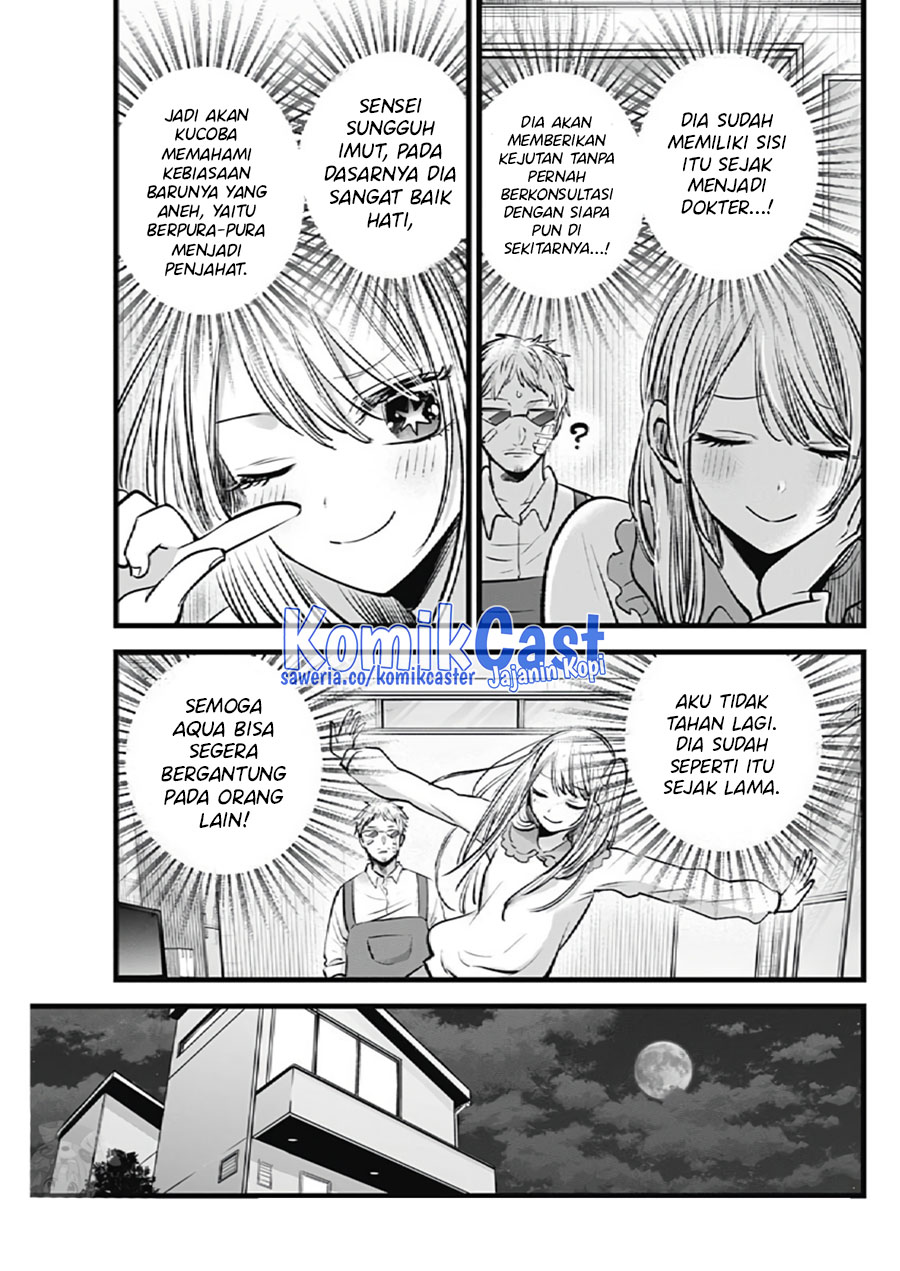 DIA SUDAH
MEMILIKI SISI
ITU SEJAK
MENJADI
DOKTER...!
DIA AKAN
MEMBERIKAN
KEJUTAN TANPA
PERNAH
BERKONSULTASI
DENGAN SIAPA
PUN DI
SEKITARNYA...!
?
SENSEI
SUNGGUH
IMUT, PADA
DASARNYA DIA
SANGAT BAIK
HATI,
JADI AKAN
KUCOBA
MEMAHAMI
KEBIASAAN
BARUNYA YANG
ANEH, YAITU
BERPURA-PURA
MENJADI
PENJAHAT.
KomikCast
saweria.co/komikcaster Jajanin Kopi
AKU TIDAK
TAHAN LAGI.
DIA SUDAH
SEPERTI ITU
SEJAK LAMA.
SEMOGA
AQUA BISA
SEGERA
BERGANTUNG
PADA ORANG
LAIN!